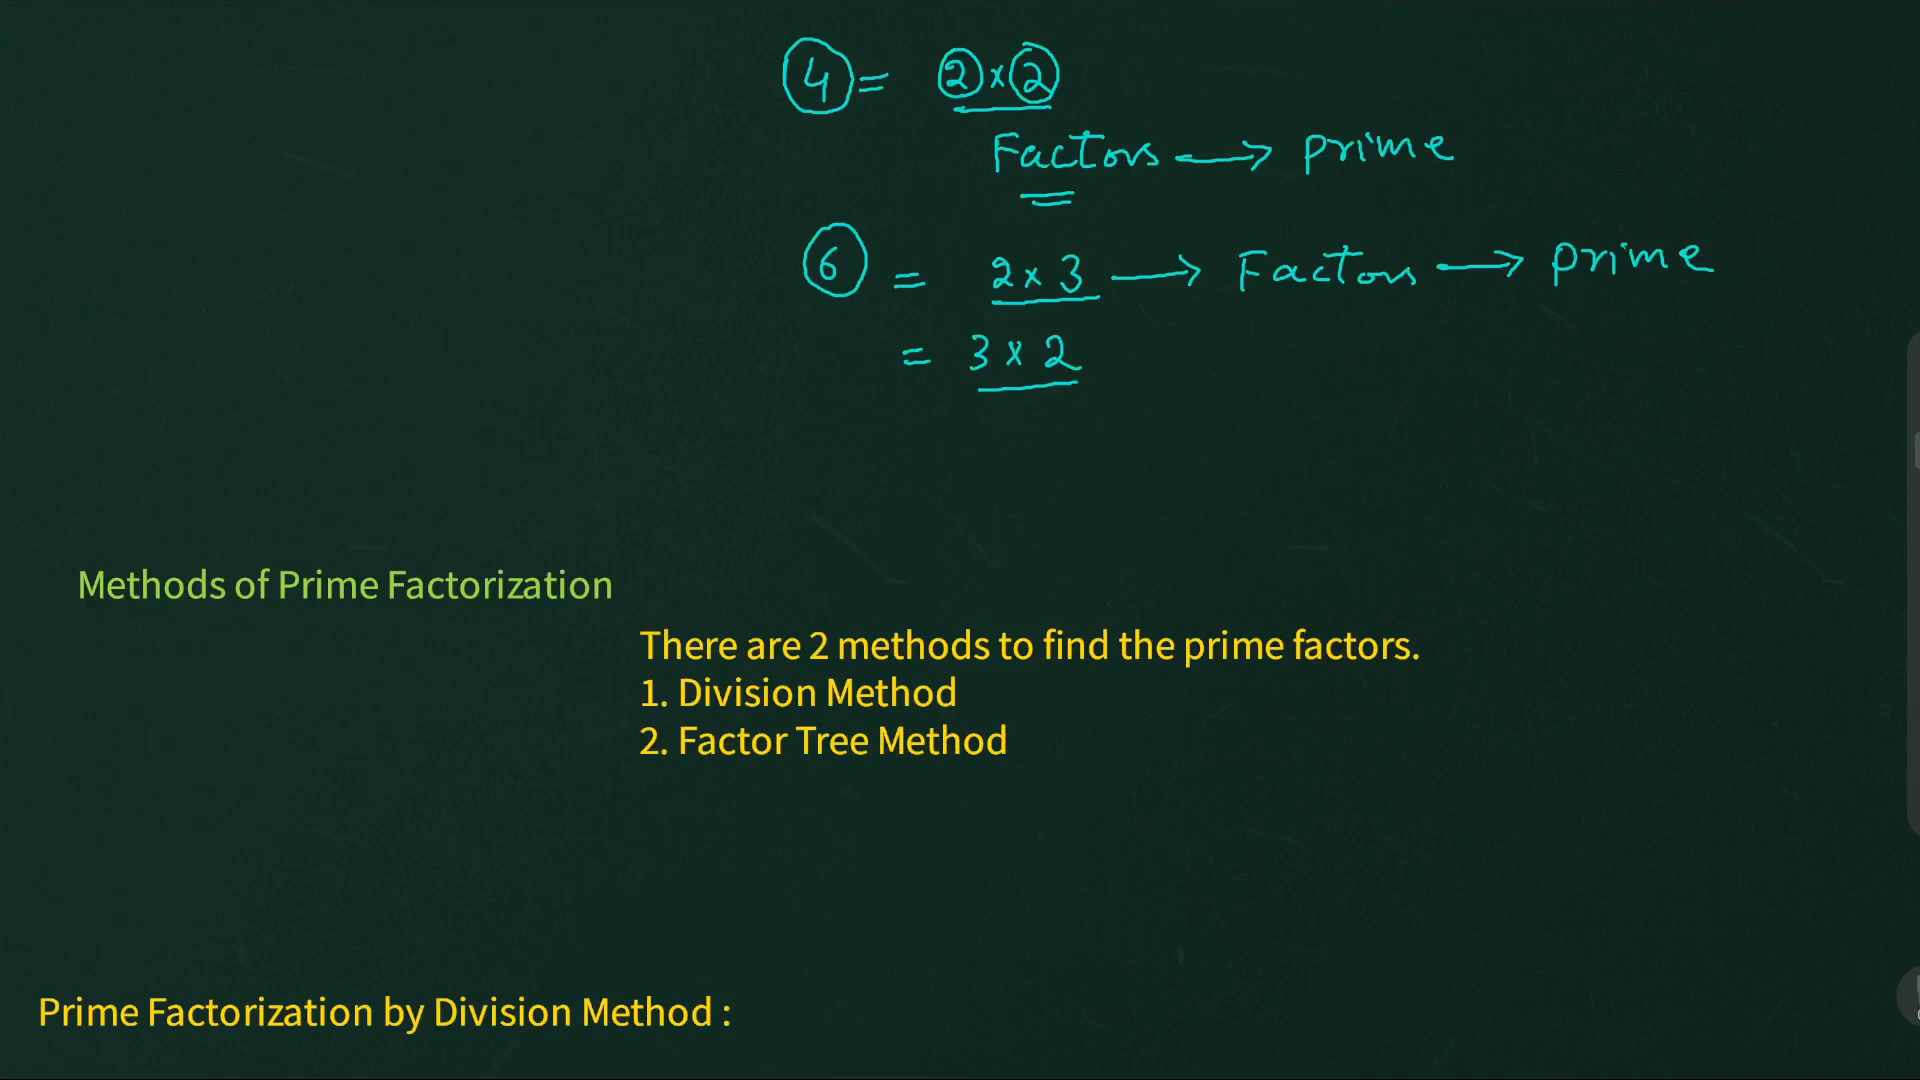 4 = 2 x 2
Factors → prime
6 = 2 x 3 → Factors → prime
= 3 x 2
Methods of Prime Factorization
There are 2 methods to find the prime factors.
1. Division Method
2. Factor Tree Method
Prime Factorization by Division Method :